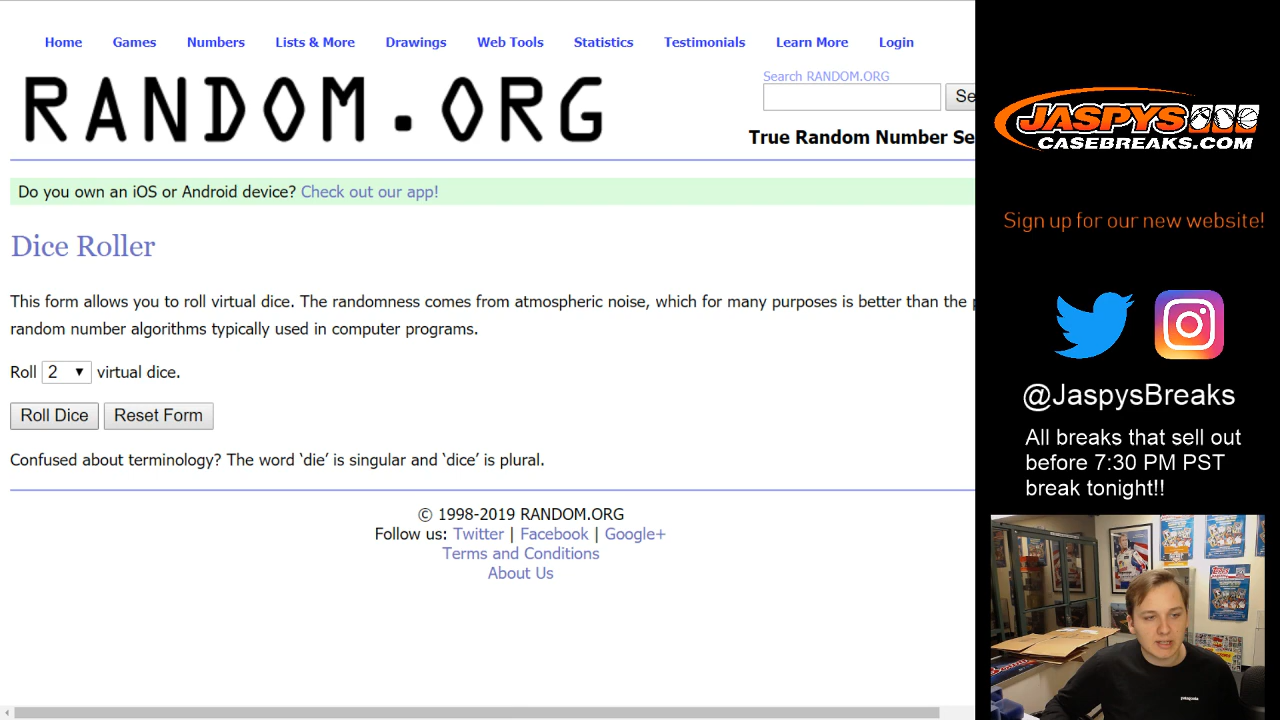 Home Games Numbers Lists & More Drawings Web Tools Statistics Testimonials Learn More Login
RANDOM.ORG
Search RANDOM.ORG
Se
True Random Number Se
Do you own an iOS or Android device? Check out our app!
Dice Roller
This form allows you to roll virtual dice. The randomness comes from atmospheric noise, which for many purposes is better than the p
random number algorithms typically used in computer programs.
Roll 2 virtual dice.
Roll Dice Reset Form
Confused about terminology? The word ‘die’ is singular and ‘dice’ is plural.
© 1998-2019 RANDOM.ORG
Follow us: Twitter | Facebook | Google+
Terms and Conditions
About Us
JASPYS
CASEBREAKS.COM
Sign up for our new website!
@JaspysBreaks
All breaks that sell out
before 7:30 PM PST
break tonight!!
patagonia